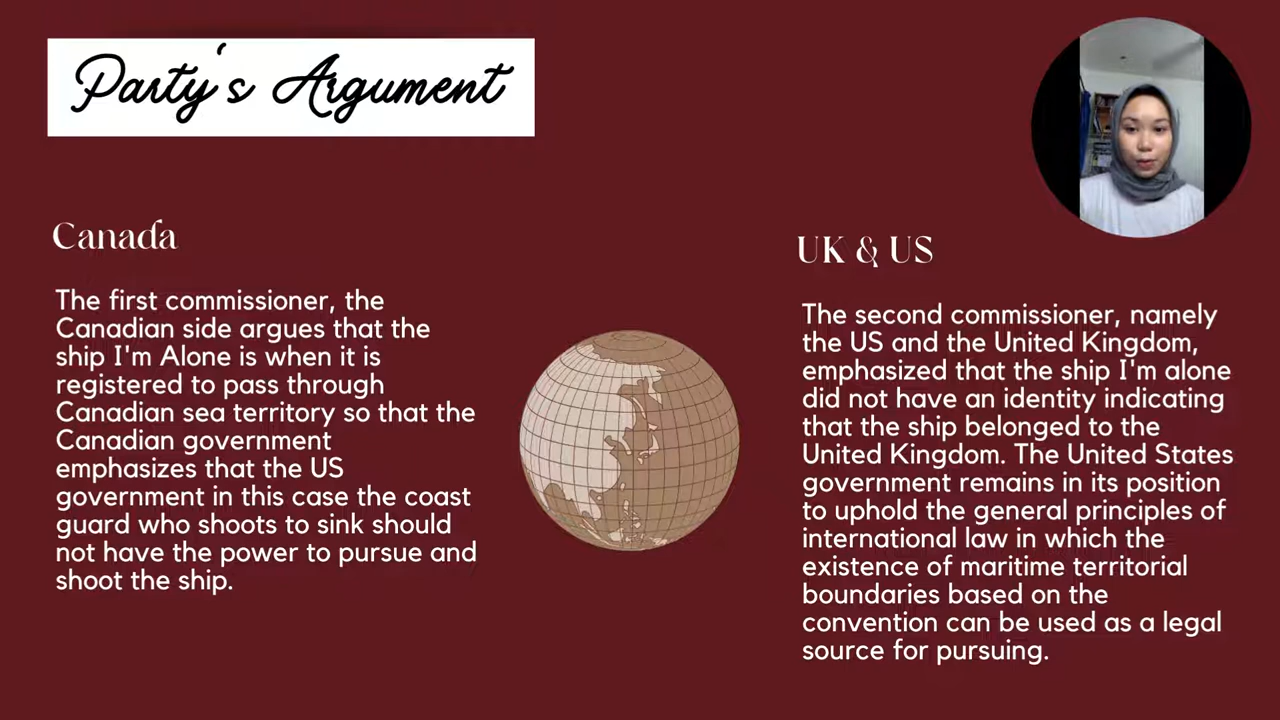 Party's Argument
Canada
The first commissioner, the
Canadian side argues that the
ship I'm Alone is when it is
registered to pass through
Canadian sea territory so that the
Canadian government
emphasizes that the US
government in this case the coast
guard who shoots to sink should
not have the power to pursue and
shoot the ship.
UK & US
The second commissioner, namely
the US and the United Kingdom,
emphasized that the ship I'm alone
did not have an identity indicating
that the ship belonged to the
United Kingdom. The United States
government remains in its position
to uphold the general principles of
international law in which the
existence of maritime territorial
boundaries based on the
convention can be used as a legal
source for pursuing.